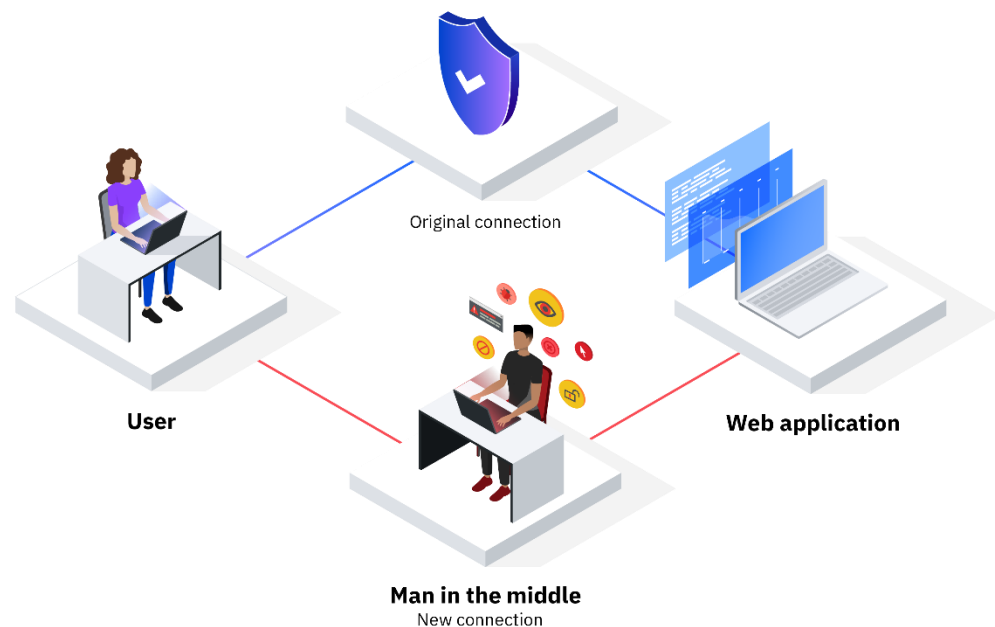 Original connection
User
Web application
Man in the middle
New connection